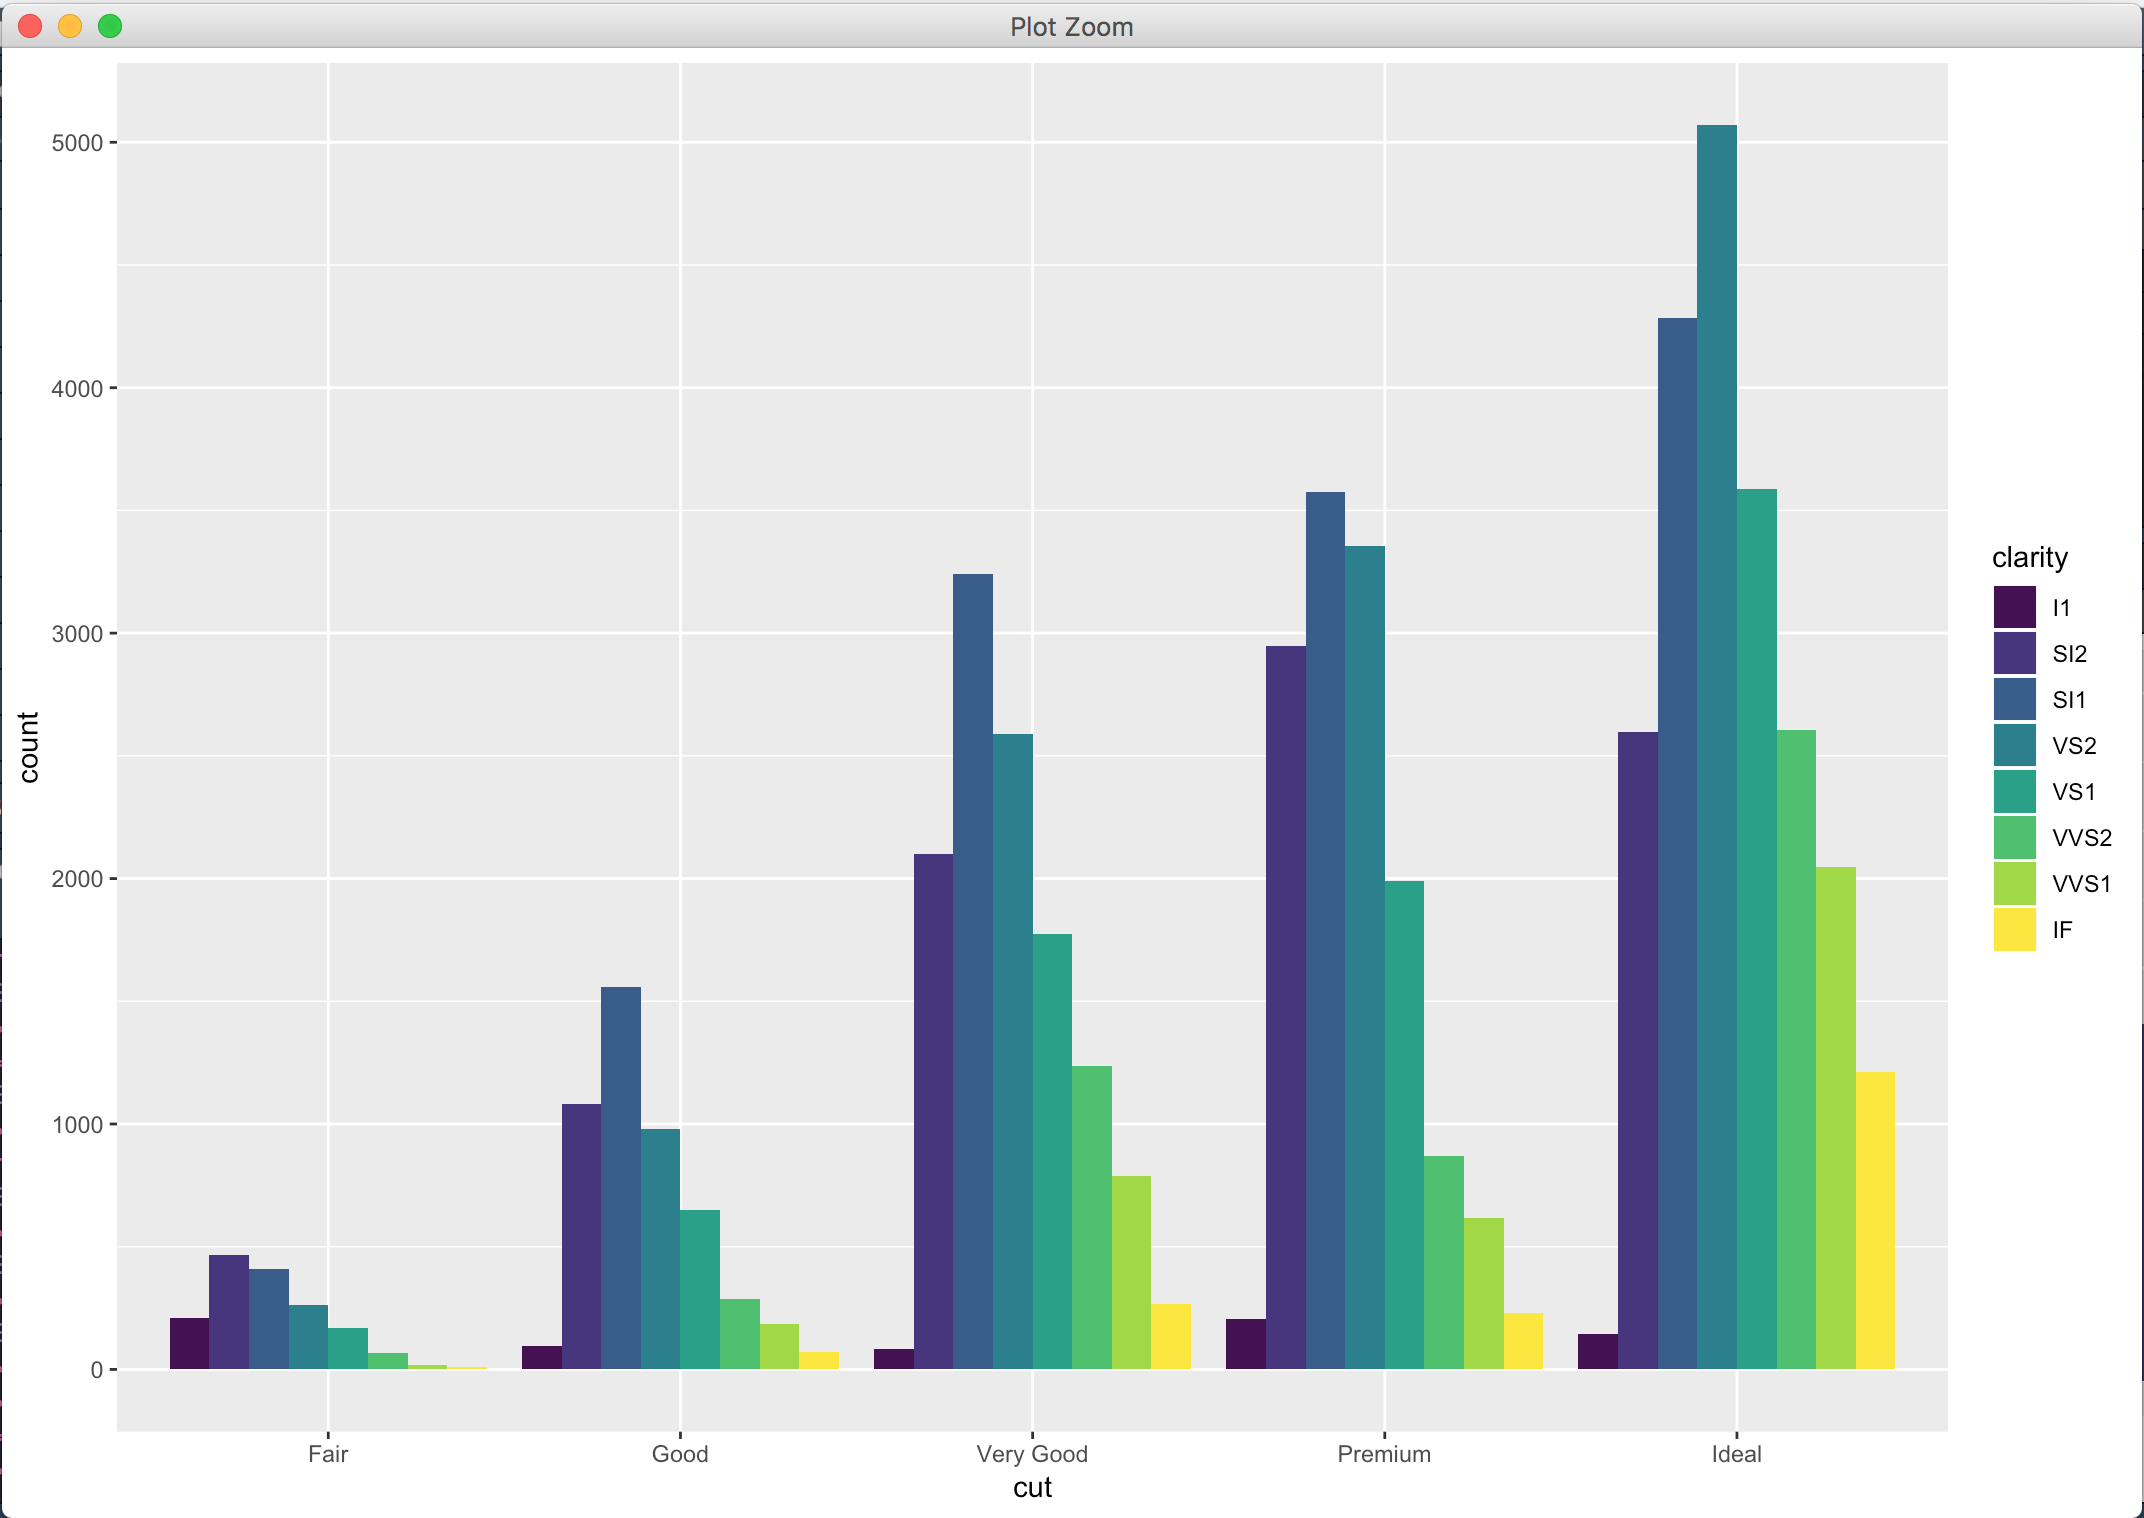 Plot Zoom
5000
4000
3000
2000
1000
0
count
Fair Good Very Good Premium Ideal
cut
clarity
I1
SI2
SI1
VS2
VS1
VVS2
VVS1
IF